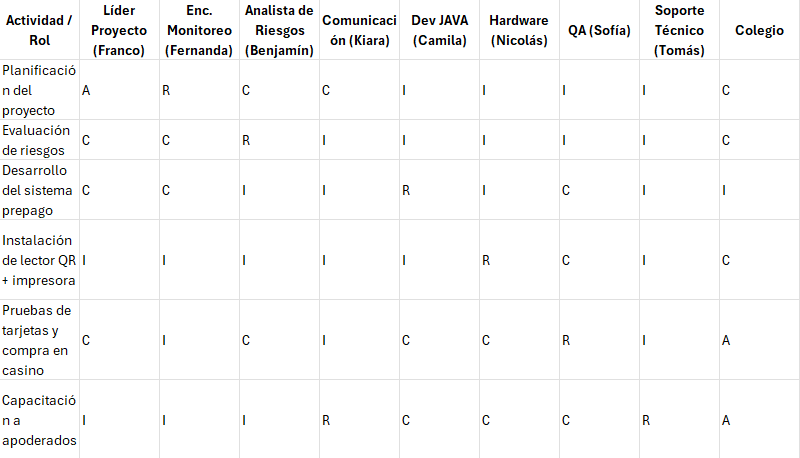 Actividad / Rol	Líder Proyecto (Franco)	Enc. Monitoreo (Fernanda)	Analista de Riesgos (Benjamín)	Comunicación (Kiara)	Dev JAVA (Camila)	Hardware (Nicolás)	QA (Sofía)	Soporte Técnico (Tomás)	Colegio
Planificación del proyecto	A	R	C	C	I	I	I	I	C
Evaluación de riesgos	C	C	R	I	I	I	I	I	C
Desarrollo del sistema prepago	C	C	I	I	R	I	C	I	I
Instalación de lector QR + impresora	I	I	I	I	I	R	C	I	C
Pruebas de tarjetas y compra en casino	C	I	C	I	C	C	R	I	A
Capacitación a apoderados	I	I	I	R	C	C	C	R	A